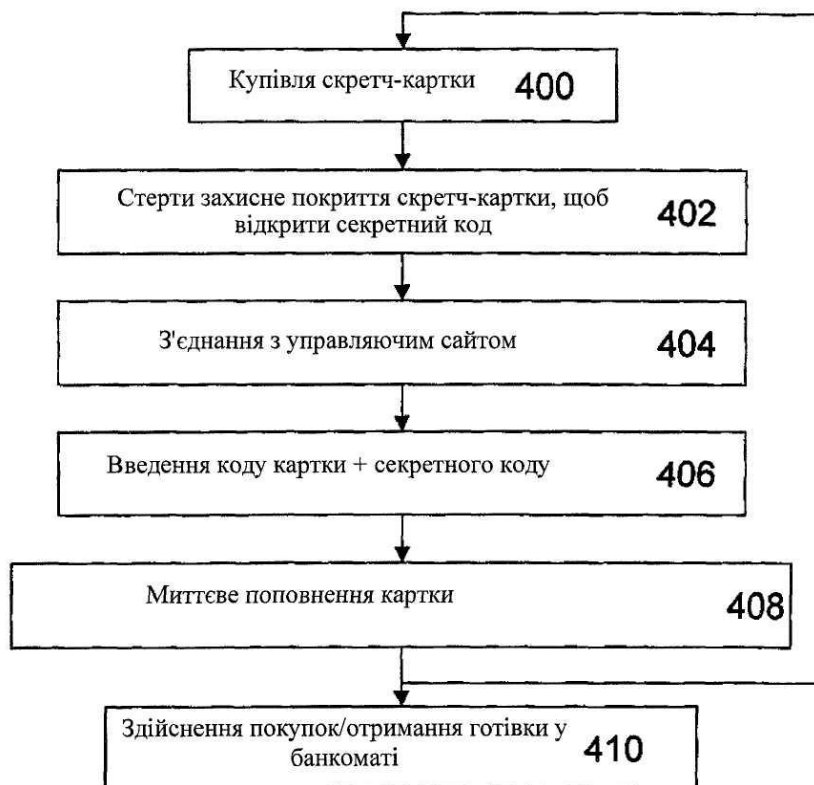 Купівля скретч-картки 400
Стерти захисне покриття скретч-картки, щоб
відкрити секретний код 402
З'єднання з управляючим сайтом 404
Введення коду картки + секретного коду 406
Миттєве поповнення картки 408
Здійснення покупок/отримання готівки у
банкоматі 410